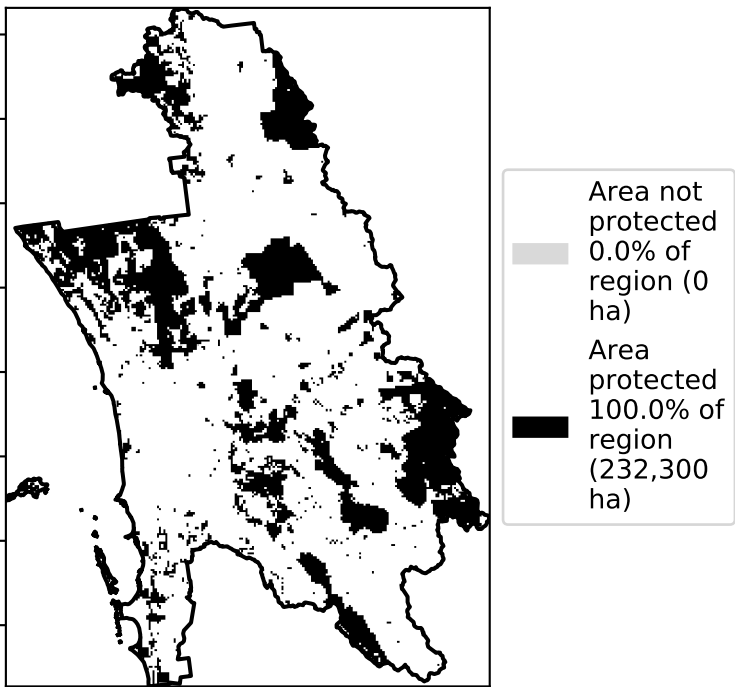 Area not
protected
0.0% of
region (0
ha)
Area
protected
100.0% of
region
(232,300
ha)